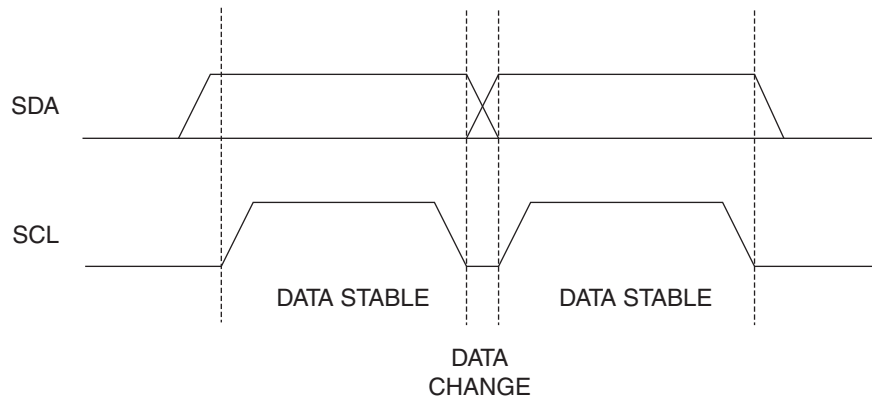 SDA
SCL
DATA STABLE
DATA STABLE
DATA
CHANGE